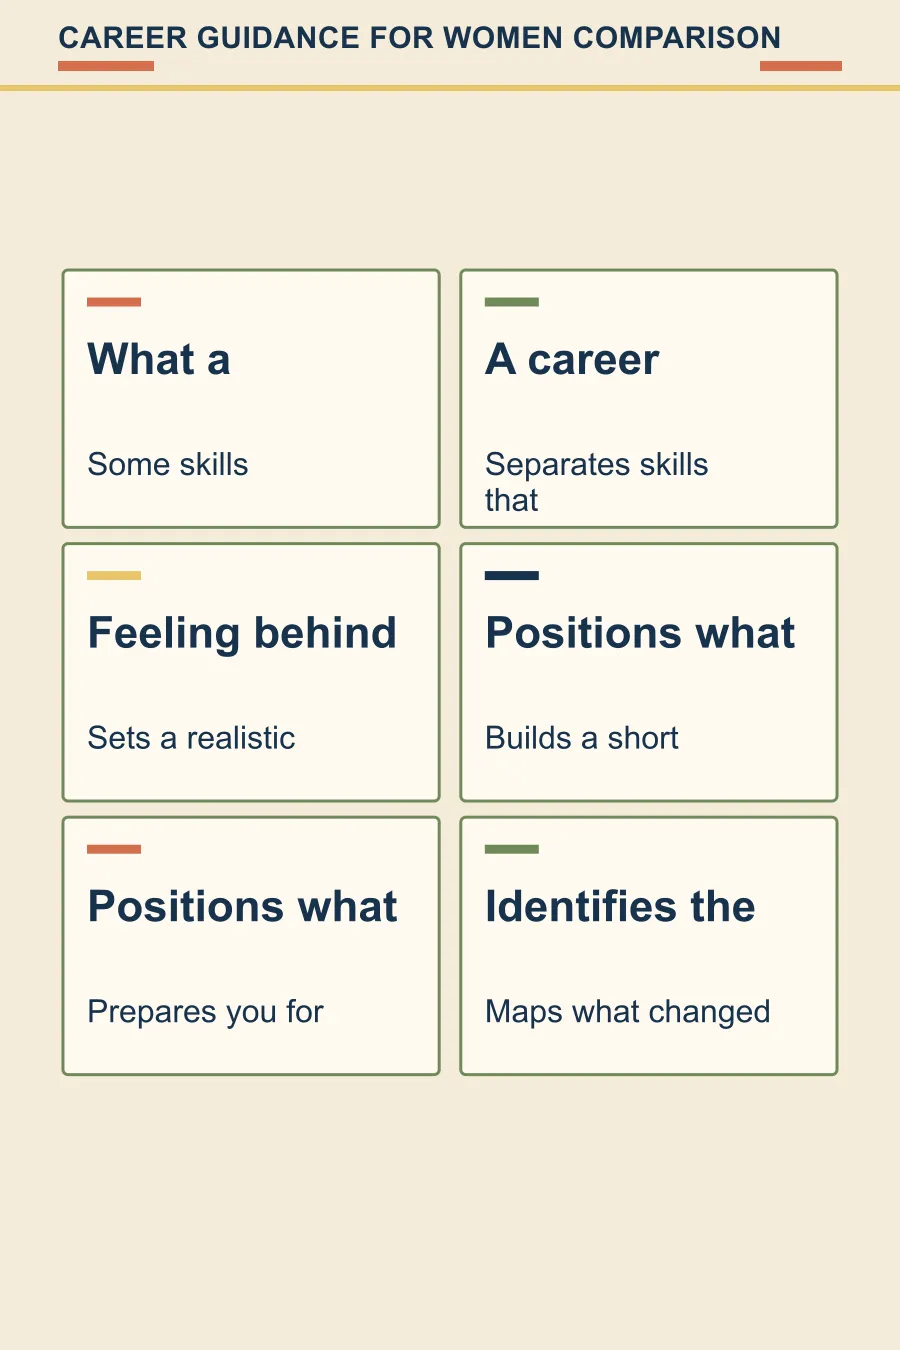 CAREER GUIDANCE FOR WOMEN COMPARISON
What a
Some skills
A career
Separates skills
that
Feeling behind
Sets a realistic
Positions what
Builds a short
Positions what
Prepares you for
Identifies the
Maps what changed